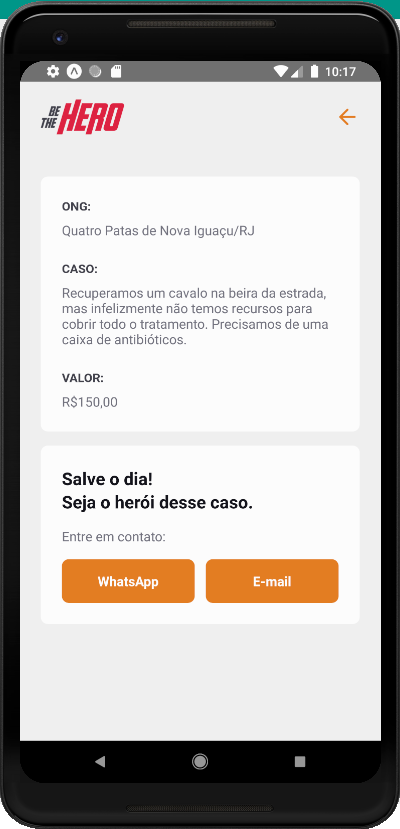 10:17
BE
THE HERO
ONG:
Quatro Patas de Nova Iguaçu/RJ
CASO:
Recuperamos um cavalo na beira da estrada,
mas infelizmente não temos recursos para
cobrir todo o tratamento. Precisamos de uma
caixa de antibióticos.
VALOR:
R$150,00
Salve o dia!
Seja o herói desse caso.
Entre em contato:
WhatsApp
E-mail